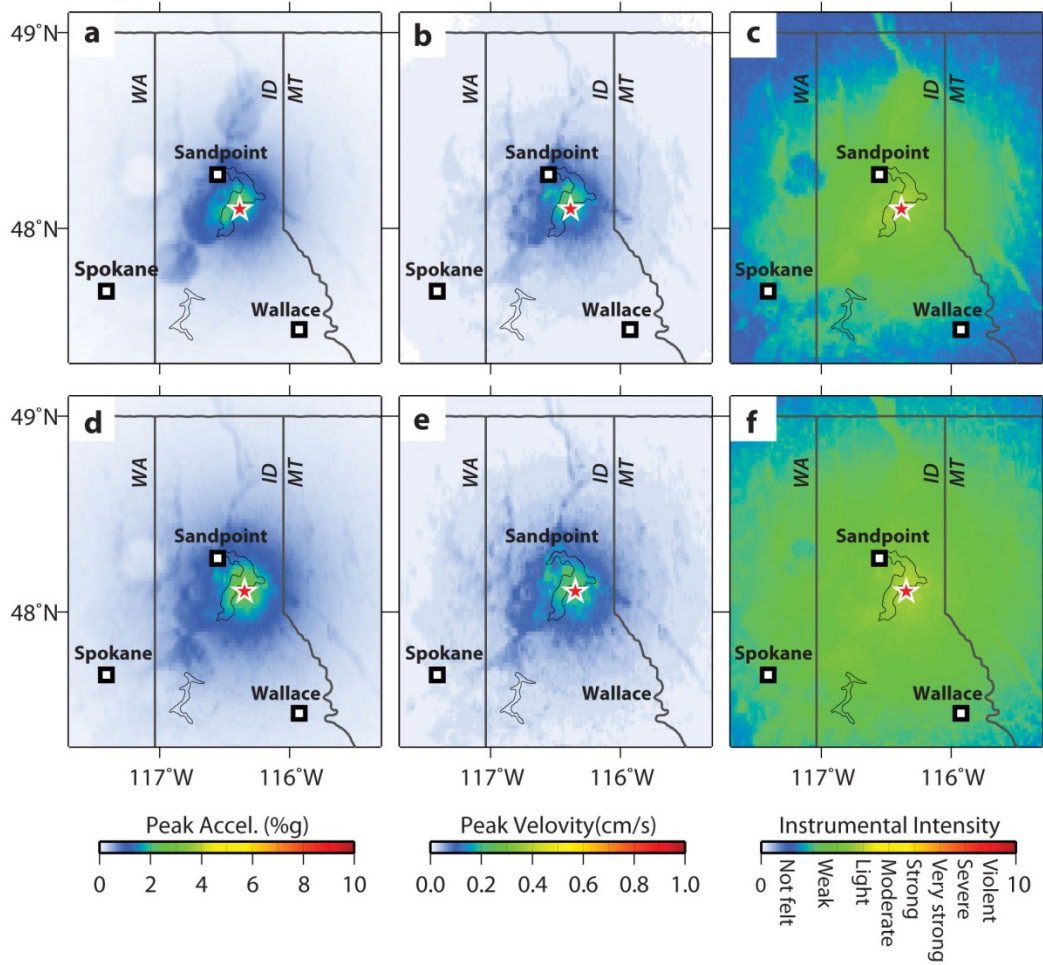 49°N
a
b
c
WA
ID
MT
WA
ID
MT
WA
ID
MT
Sandpoint
Sandpoint
Sandpoint
48°N
Spokane
Spokane
Spokane
Wallace
Wallace
Wallace
49°N
d
e
f
WA
ID
MT
WA
ID
MT
WA
ID
MT
Sandpoint
Sandpoint
Sandpoint
48°N
Spokane
Spokane
Spokane
Wallace
Wallace
Wallace
117°W 116°W
117°W 116°W
117°W 116°W
Peak Accel. (%g)
0 2 4 6 8 10
Peak Velovity(cm/s)
0.0 0.2 0.4 0.6 0.8 1.0
Instrumental Intensity
0
Not felt
Weak
Light
Moderate
Strong
Very strong
Severe
Violent
10